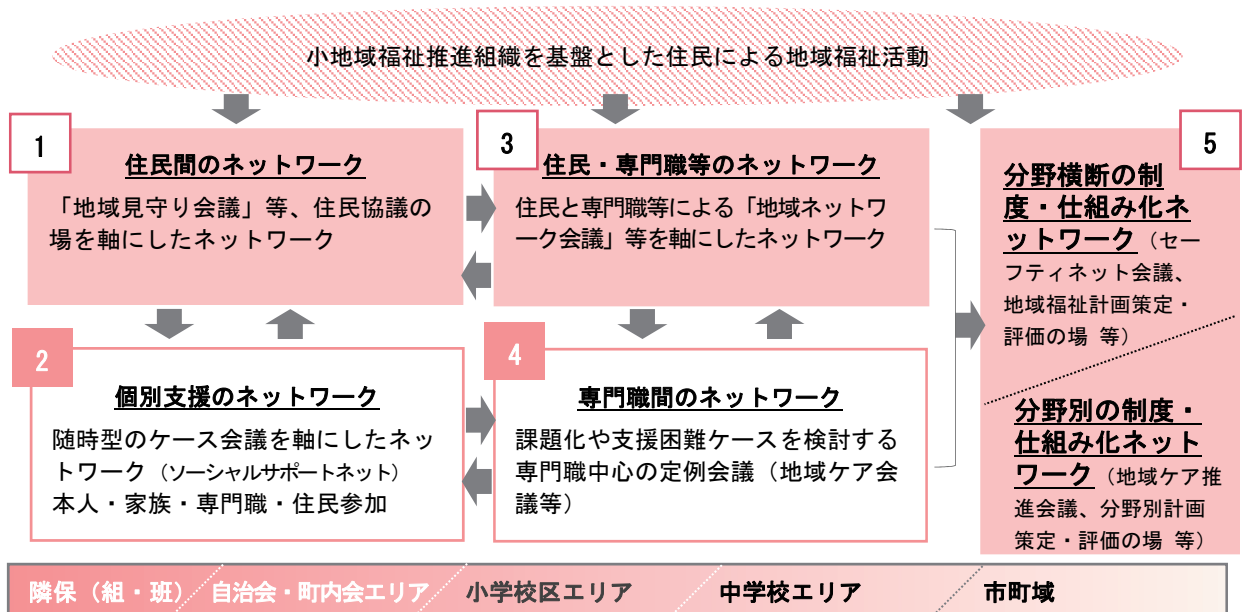 小地域福祉推進組織を基盤とした住民による地域福祉活動
1
住民間のネットワーク
「地域見守り会議」等、住民協議の
場を軸にしたネットワーク
3
住民・専門職等のネットワーク
住民と専門職等による「地域ネットワ
ーク会議」等を軸にしたネットワーク
2
個別支援のネットワーク
随時型のケース会議を軸にしたネッ
トワーク（ソーシャルサポートネット）
本人・家族・専門職・住民参加
4
専門職間のネットワーク
課題化や支援困難ケースを検討する
専門職中心の定例会議（地域ケア会
議等）
5
分野横断の制
度・仕組み化ネ
ットワーク（セー
フティネット会議、
地域福祉計画策定・
評価の場 等）
分野別の制度・
仕組み化ネット
ワーク（地域ケア推
進会議、分野別計画
策定・評価の場 等）
隣保（組・班） 自治会・町内会エリア 小学校区エリア 中学校エリア 市町域